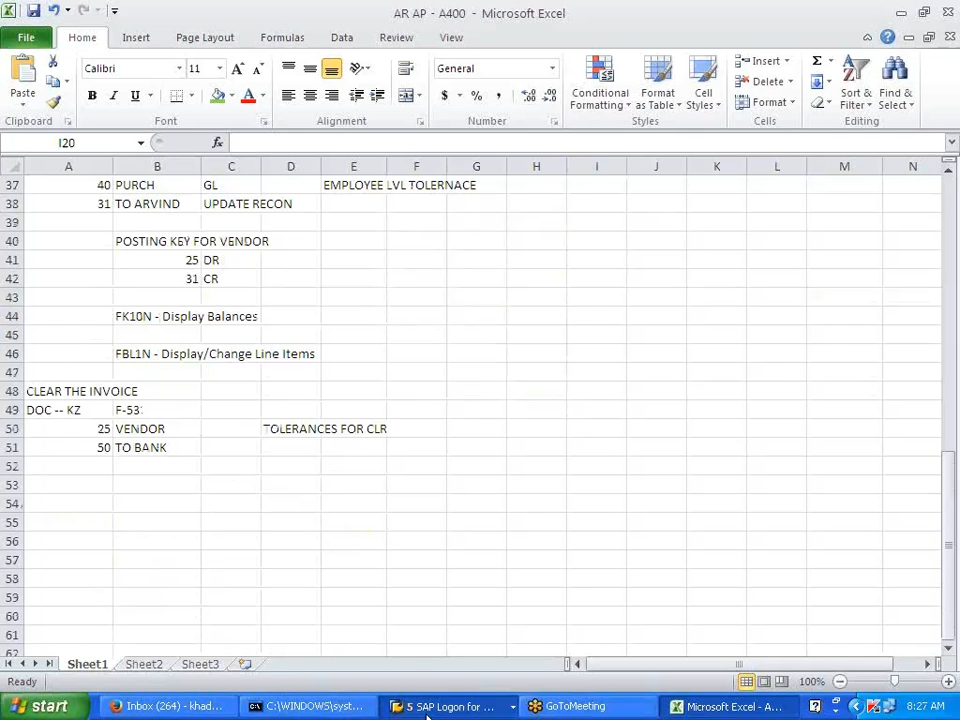 AR AP - A400 - Microsoft Excel
File Home Insert Page Layout Formulas Data Review View
Paste
Calibri 11
B I U
General
$ % ,
Conditional Formatting
Format as Table
Cell Styles
Insert
Delete
Format
Sort & Filter
Find & Select
Clipboard Font Alignment Number Styles Cells Editing
I20 fx
A B C D E F G H I J K L M N
37 40 PURCH GL EMPLOYEE LVL TOLERNACE
38 31 TO ARVIND UPDATE RECON
39
40 POSTING KEY FOR VENDOR
41 25 DR
42 31 CR
43
44 FK10N - Display Balances
45
46 FBL1N - Display/Change Line Items
47
48 CLEAR THE INVOICE
49 DOC -- KZ F-53
50 25 VENDOR TOLERANCES FOR CLR
51 50 TO BANK
52
53
54
55
56
57
58
59
60
61
62
Sheet1 Sheet2 Sheet3
Ready 100%
start Inbox (264) - khad... C:\WINDOWS\syst... 5 SAP Logon for ... GoToMeeting Microsoft Excel - A... 8:27 AM